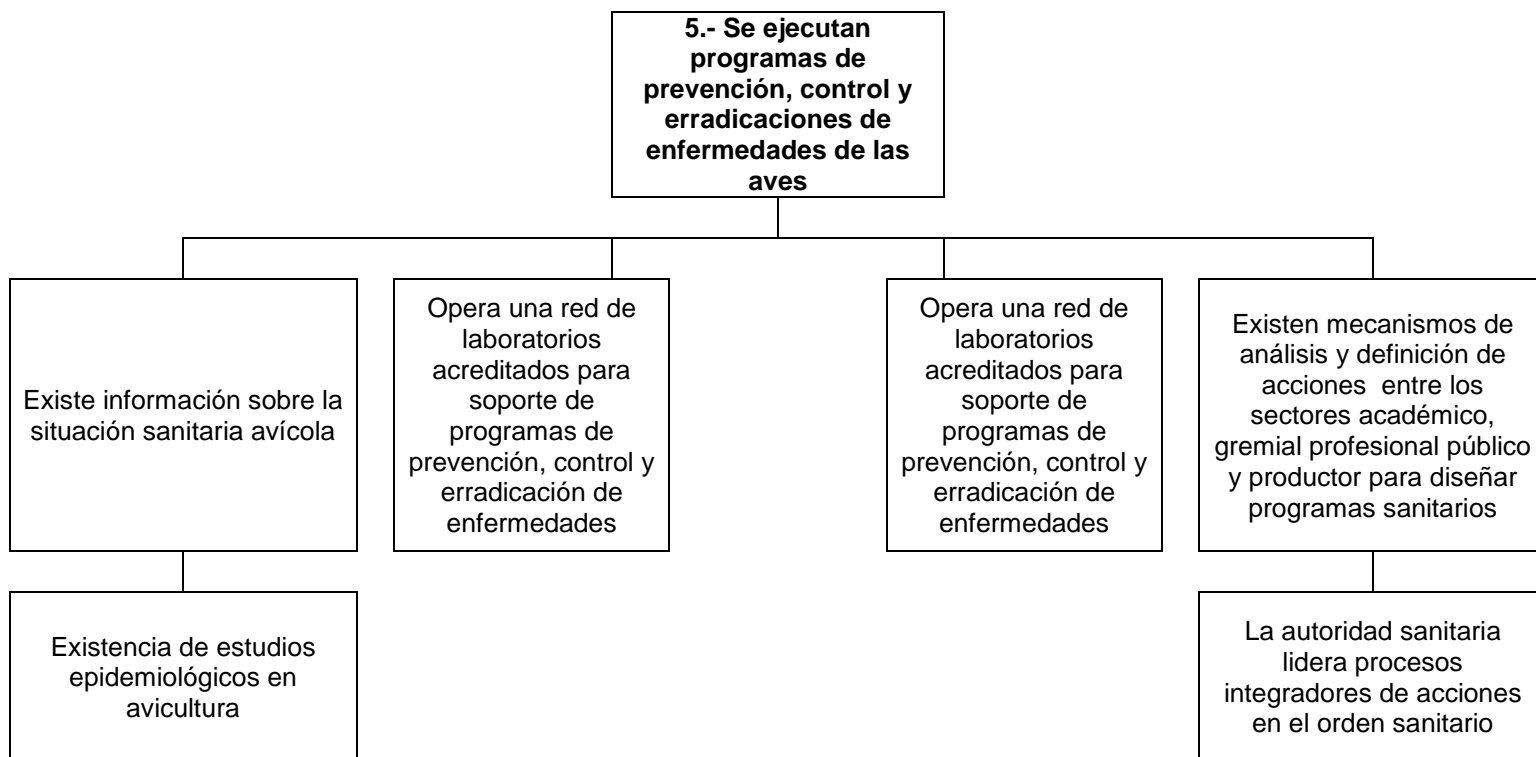 5.- Se ejecutan
programas de
prevención, control y
erradicaciones de
enfermedades de las
aves
Existe información sobre la
situación sanitaria avícola
Opera una red de
laboratorios
acreditados para
soporte de
programas de
prevención, control y
erradicación de
enfermedades
Opera una red de
laboratorios
acreditados para
soporte de
programas de
prevención, control y
erradicación de
enfermedades
Existen mecanismos de
análisis y definición de
acciones entre los
sectores académico,
gremial profesional público
y productor para diseñar
programas sanitarios
Existencia de estudios
epidemiológicos en
avicultura
La autoridad sanitaria
lidera procesos
integradores de acciones
en el orden sanitario